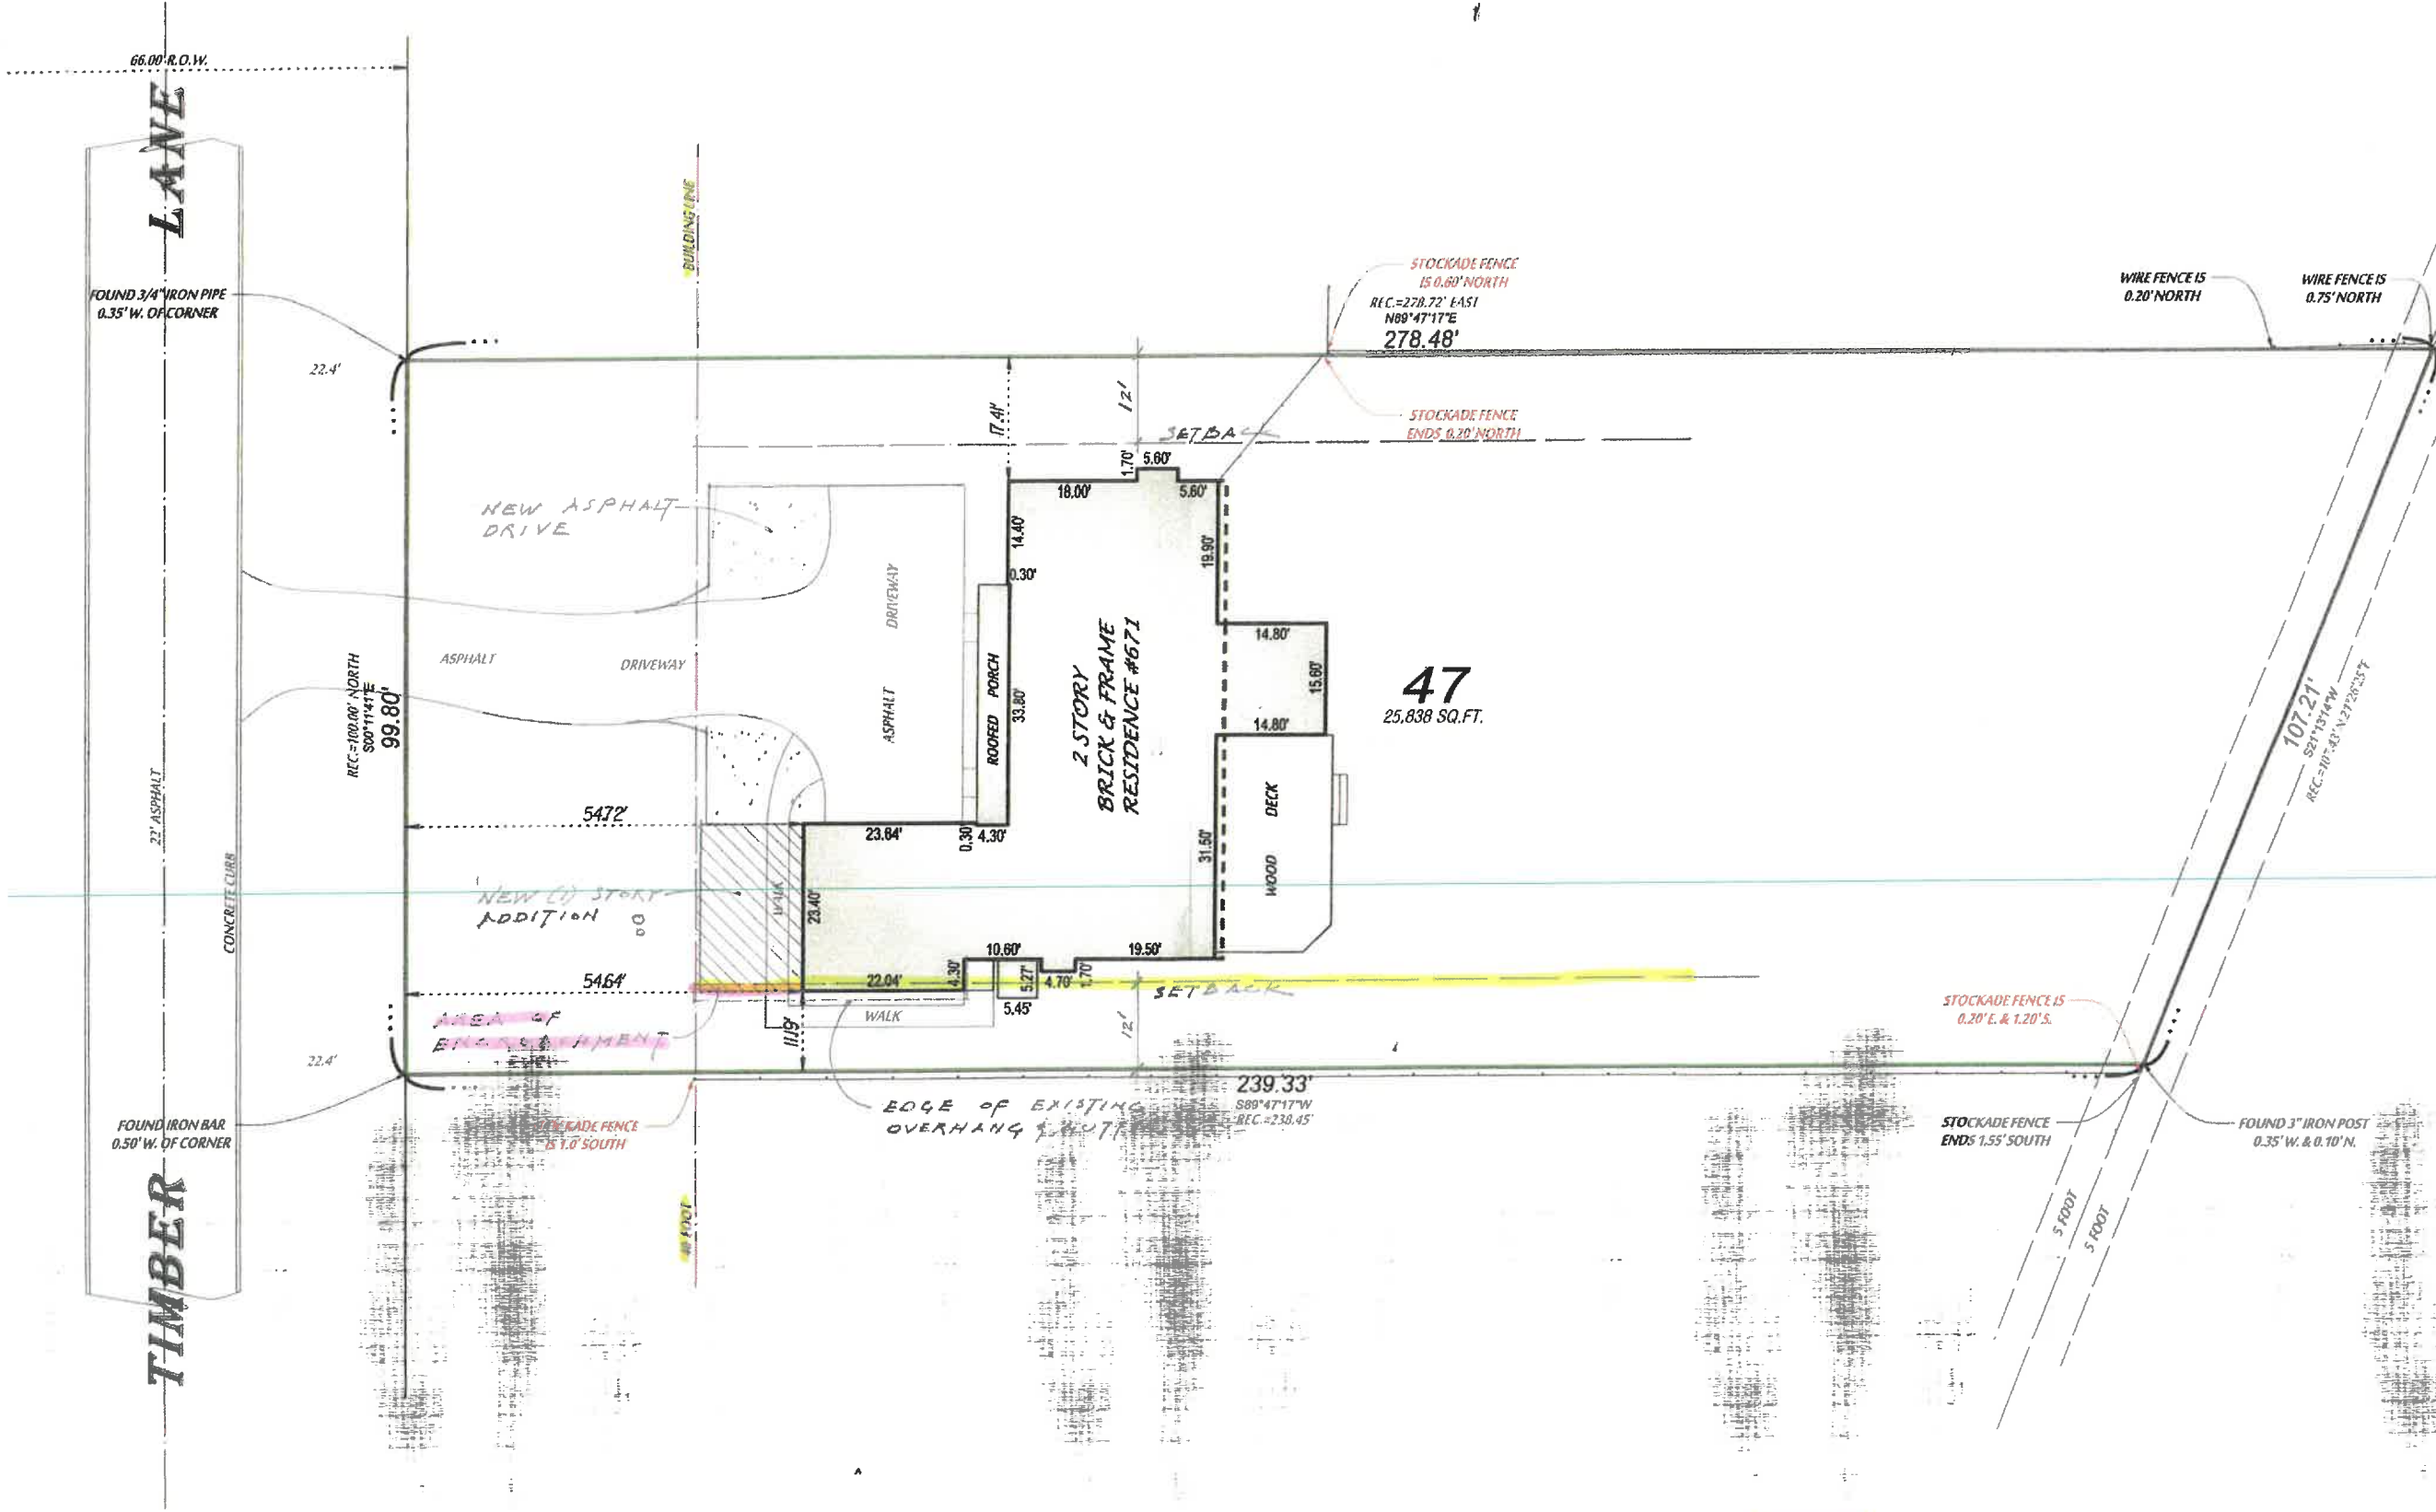 66.00' R.O.W.
LANE
BUILDING LINE
FOUND 3/4" IRON PIPE
0.35' W. OF CORNER
22.4'
STOCKADE FENCE
IS 0.60' NORTH
REC.=278.72' EAST
N89°47'17"E
278.48'
WIRE FENCE IS
0.20' NORTH
WIRE FENCE IS
0.75' NORTH
STOCKADE FENCE
ENDS 0.20' NORTH
12'
SETBACK
17.41'
1.70'
5.60'
18.00'
5.60'
NEW ASPHALT
DRIVE
14.40'
19.90'
0.30'
ASPHALT DRIVEWAY
ASPHALT DRIVEWAY
ROOFED PORCH
33.80'
2 STORY
BRICK & FRAME
RESIDENCE #671
14.80'
15.60'
14.80'
47
25,838 SQ.FT.
REC.=100.00' NORTH
S00°11'41"E
99.80'
107.21'
S21°13'14"W
22' ASPHALT
CONCRETE CURB
54.72'
23.64'
0.30'
4.30'
31.60'
WOOD DECK
NEW (1) STORY
ADDITION
WALK
23.40'
10.60'
19.50'
54.64'
22.04'
4.30'
5.27'
4.70'
1.70'
5.45'
SETBACK
WALK
AREA OF
ENCROACHMENT
11.19'
12'
22.4'
STOCKADE FENCE IS
0.20' E. & 1.20' S.
239.33'
S89°47'17"W
REC.=238.45'
EDGE OF EXISTING
OVERHANG
FOUND IRON BAR
0.50' W. OF CORNER
STOCKADE FENCE
IS 1.0' SOUTH
STOCKADE FENCE
ENDS 1.55' SOUTH
FOUND 3" IRON POST
0.35' W. & 0.10' N.
40 FOOT
5 FOOT
5 FOOT
TIMBER